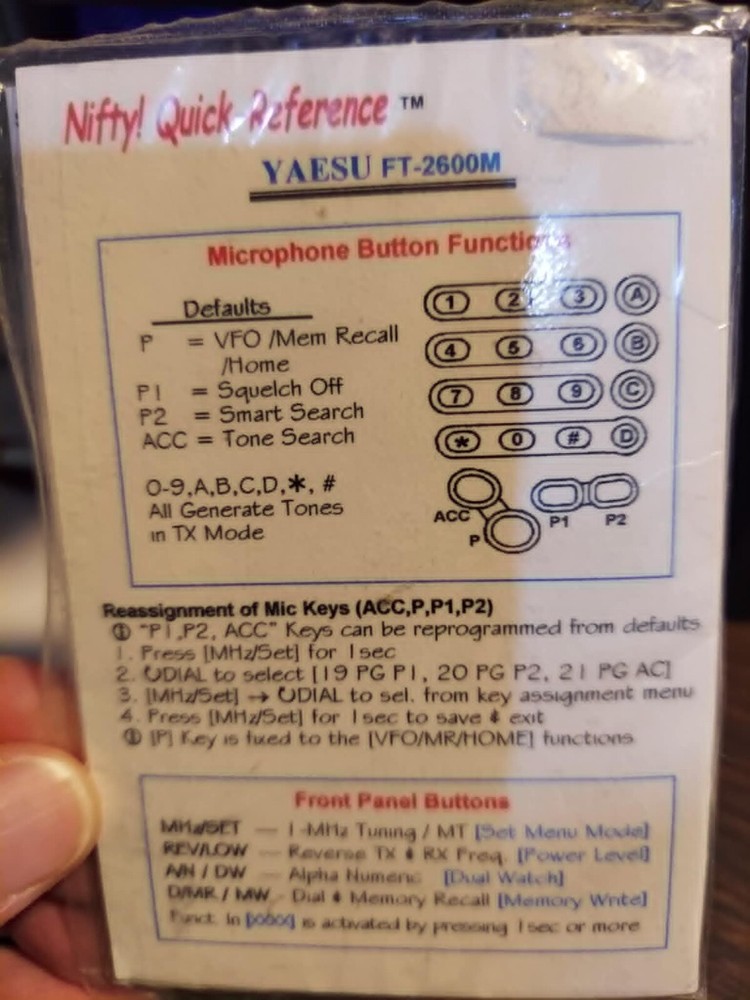 Nifty! Quick Reference ™
YAESU FT-2600M
Microphone Button Functions
Defaults
P = VFO /Mem Recall
/Home
P1 = Squelch Off
P2 = Smart Search
ACC = Tone Search
0-9,A,B,C,D,*, #
All Generate Tones
in TX Mode
1 2 3 A
4 5 6 B
7 8 9 C
* 0 # D
ACC P P1 P2
Reassignment of Mic Keys (ACC,P,P1,P2)
① "P1,P2, ACC" Keys can be reprogrammed from defaults
1. Press [MHz/Set] for 1sec
2. ↻DIAL to select [19 PG P1, 20 PG P2, 21 PG AC]
3. [MHz/Set] → ↻DIAL to sel. from key assignment menu
4. Press [MHz/Set] for 1sec to save & exit
① [P] Key is fixed to the [VFO/MR/HOME] functions
Front Panel Buttons
MHz/SET — 1-MHz Tuning / MT [Set Menu Mode]
REV/LOW — Reverse TX & RX Freq. [Power Level]
A/N / DW — Alpha Numeric [Dual Watch]
D/MR / MW - Dial & Memory Recall [Memory Write]
Funct. in is activated by pressing 1sec or more